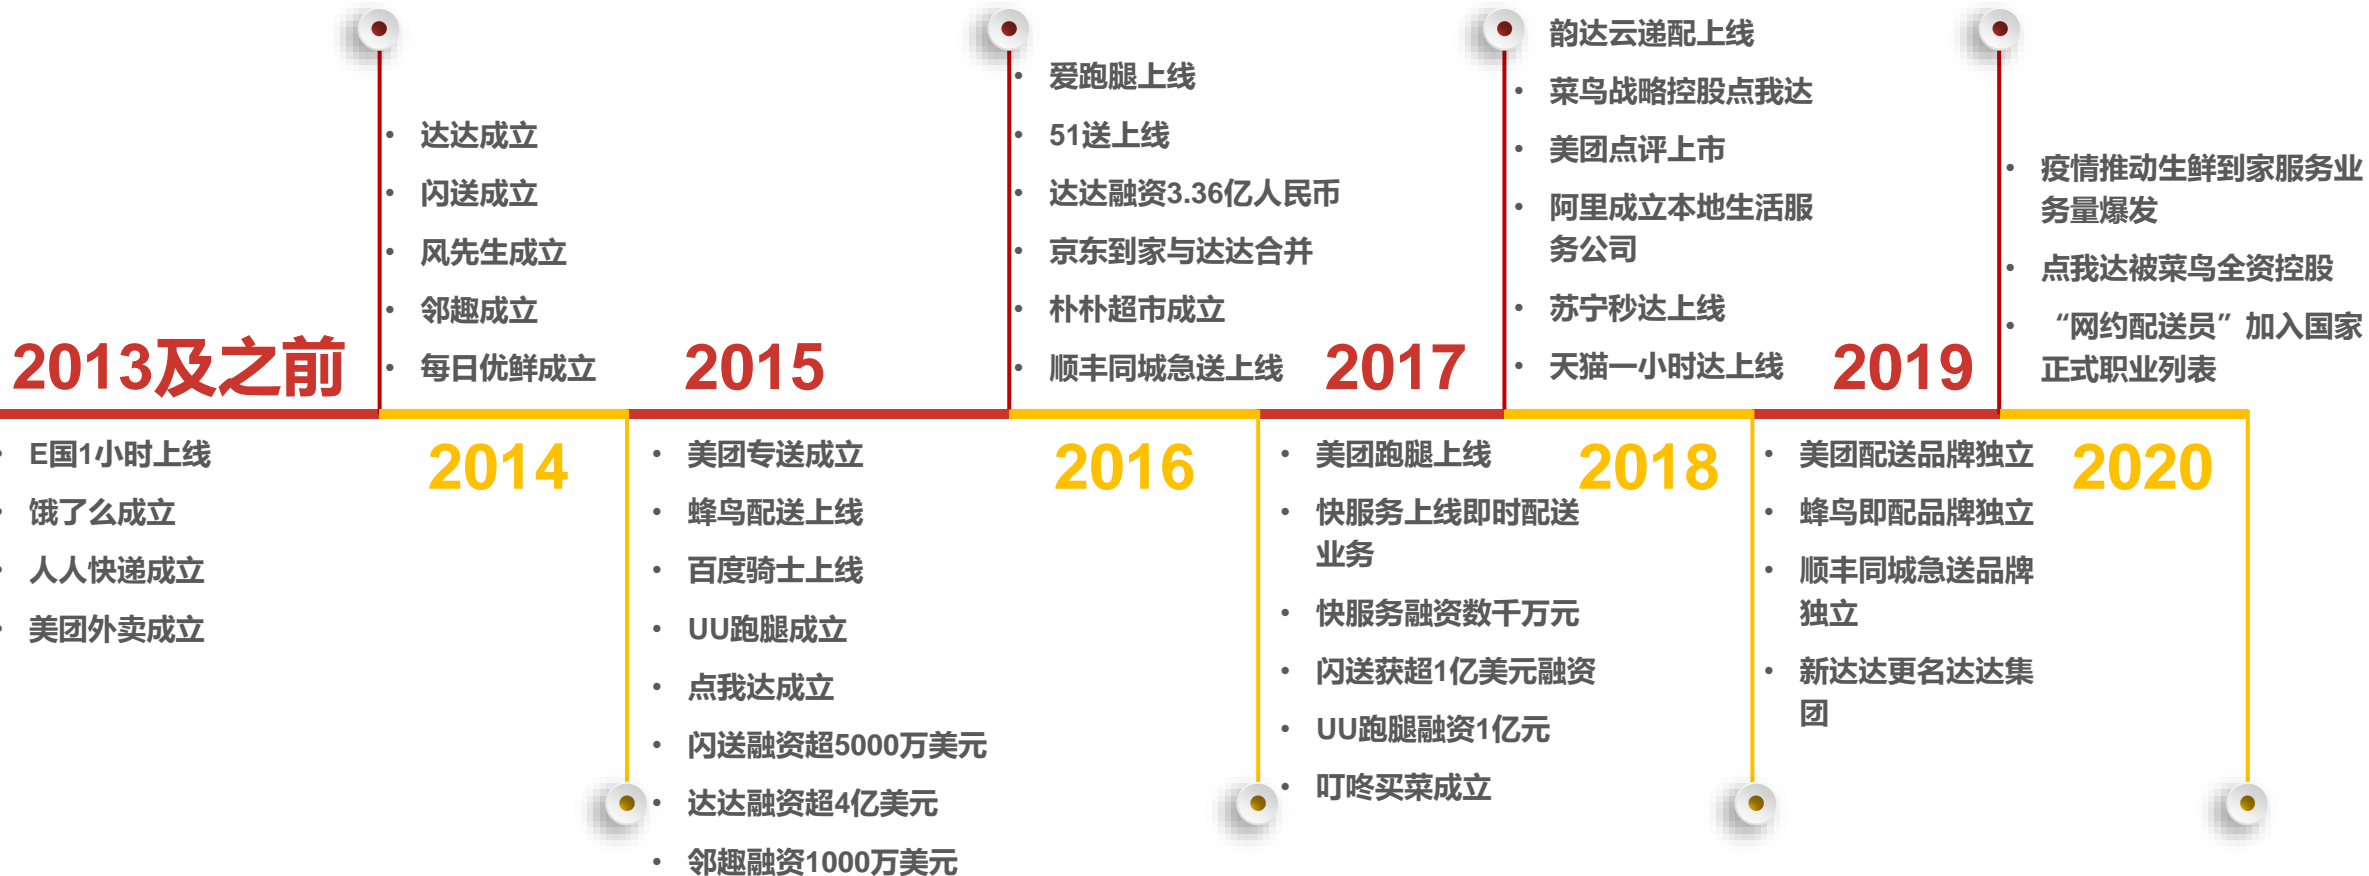 2013及之前
E国1小时上线
饿了么成立
人人快递成立
美团外卖成立
达达成立
闪送成立
风先生成立
邻趣成立
每日优鲜成立
2014
2015
美团专送成立
蜂鸟配送上线
百度骑士上线
UU跑腿成立
点我达成立
闪送融资超5000万美元
达达融资超4亿美元
邻趣融资1000万美元
爱跑腿上线
51送上线
达达融资3.36亿人民币
京东到家与达达合并
朴朴超市成立
顺丰同城急送上线
2016
2017
美团跑腿上线
快服务上线即时配送
业务
快服务融资数千万元
闪送获超1亿美元融资
UU跑腿融资1亿元
叮咚买菜成立
韵达云递配上线
菜鸟战略控股点我达
美团点评上市
阿里成立本地生活服
务公司
苏宁秒达上线
天猫一小时达上线
2018
2019
美团配送品牌独立
蜂鸟即配品牌独立
顺丰同城急送品牌
独立
新达达更名达达集
团
疫情推动生鲜到家服务业
务量爆发
点我达被菜鸟全资控股
“网约配送员”加入国家
正式职业列表
2020